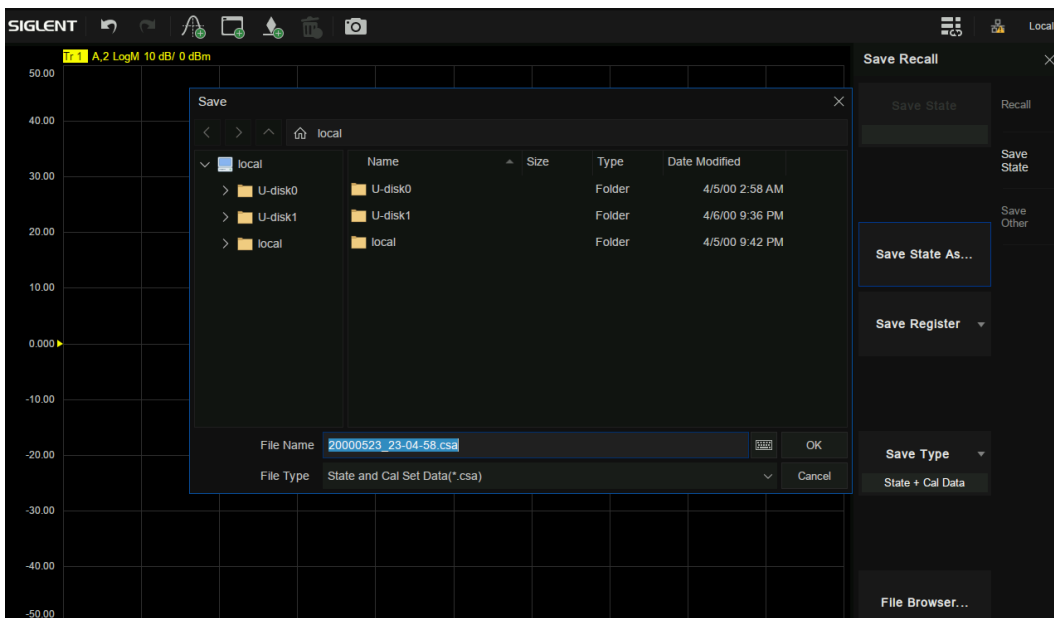 SIGLENT
Local
Tr 1 A,2 LogM 10 dB/ 0 dBm
50.00
40.00
30.00
20.00
10.00
0.000
-10.00
-20.00
-30.00
-40.00
-50.00
Save
local
local
U-disk0
U-disk1
local
Name Size Type Date Modified
U-disk0 Folder 4/5/00 2:58 AM
U-disk1 Folder 4/6/00 9:36 PM
local Folder 4/5/00 9:42 PM
File Name 20000523_23-04-58.csa OK
File Type State and Cal Set Data(*.csa) Cancel
Save Recall
Save State
Save State As...
Save Register
Save Type
State + Cal Data
File Browser...
Recall
Save
State
Save
Other